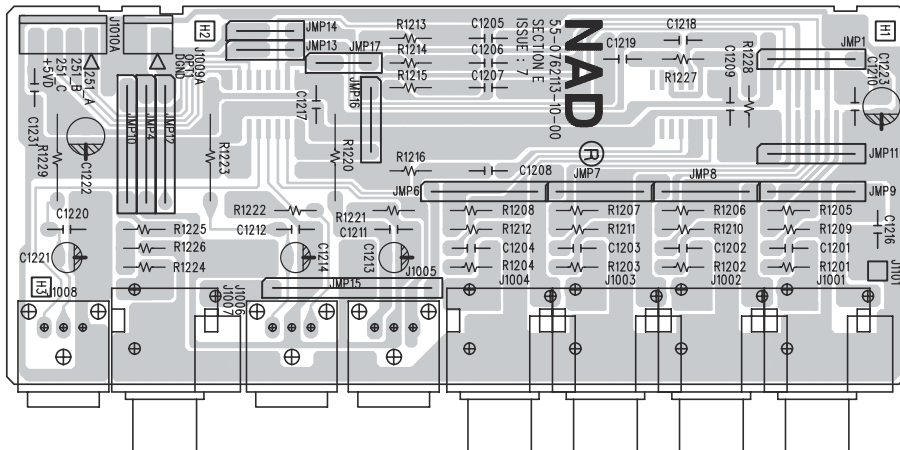 J1010A
251_A
251_B
251_C
+5VD
J1009A
OPT1
DGND
H2
JMP14
JMP13
JMP17
JMP16
R1213
R1214
R1215
C1205
C1206
C1207
NAD
®
55-0762113-10-00
SECTION E
ISSUE : 7
C1218
C1219
R1227
C1209
R1228
JMP1
H1
C1223
C1210
C1231
R1229
C1222
JMP10
JMP4
JMP12
R1223
C1217
R1220
R1216
C1208
JMP11
JMP6
JMP7
JMP8
JMP9
C1220
C1221
R1225
R1226
R1224
R1222
C1212
R1221
C1211
C1214
C1213
R1208
R1212
C1204
R1204
R1207
R1211
C1203
R1203
R1206
R1210
C1202
R1202
R1205
R1209
C1201
R1201
C1216
H3
J1008
J1006
J1007
JMP15
J1005
J1004
J1003
J1002
J1001
J1101